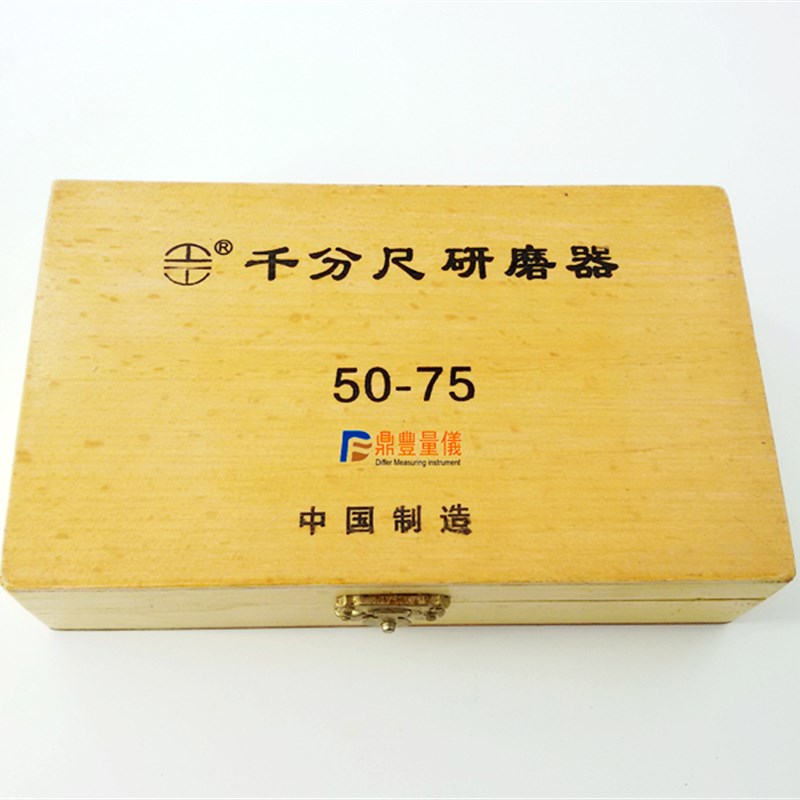 ® 千分尺研磨器
50-75
鼎豐量儀
Differ Measuring instrument
中国制造